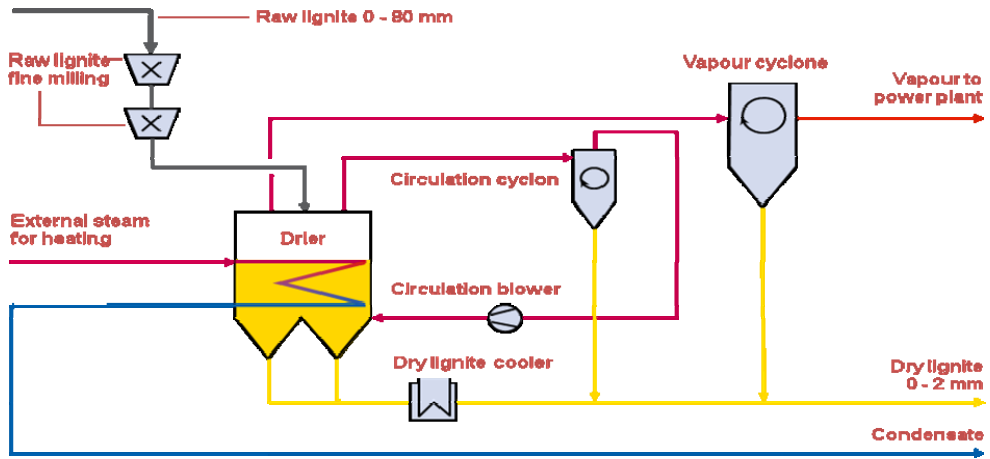 Raw lignite 0 - 80 mm
Raw lignite
fine milling
Vapour cyclone
Vapour to
power plant
Circulation cyclon
External steam
for heating
Drier
Circulation blower
Dry lignite cooler
Dry lignite
0 - 2 mm
Condensate